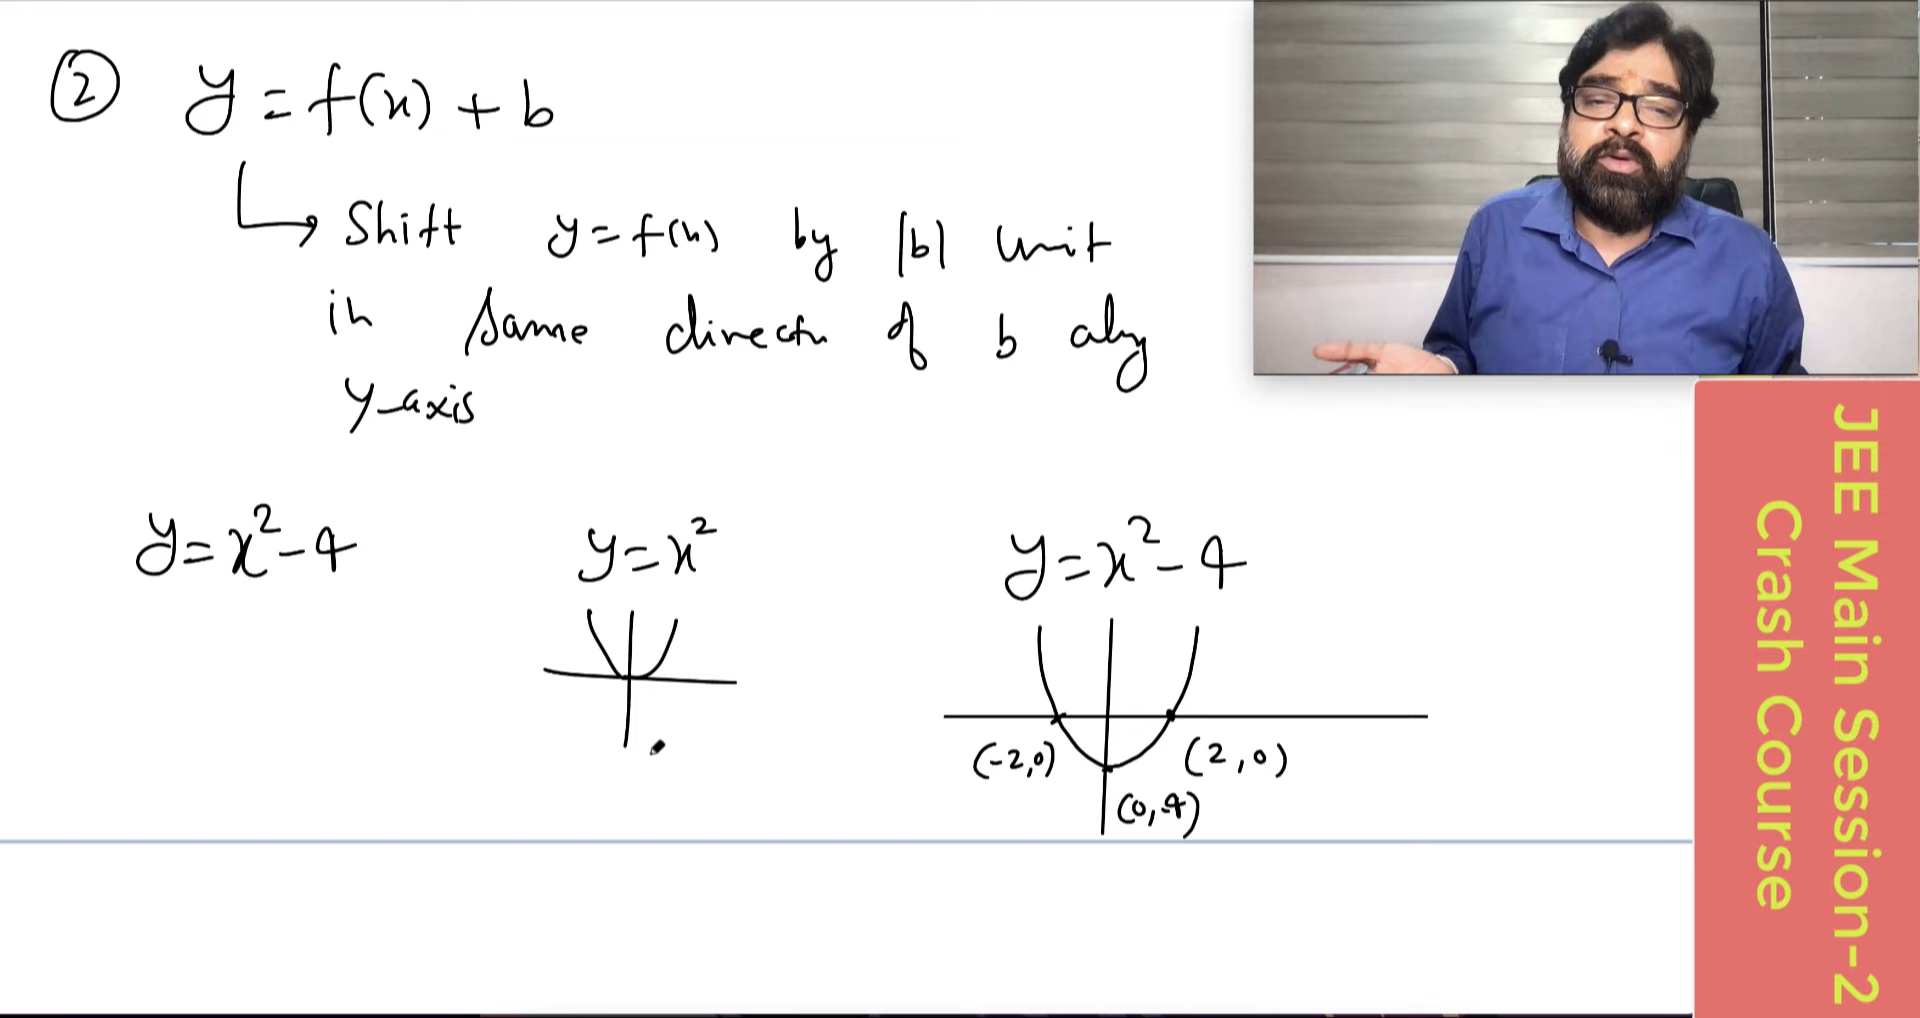 ② y = f(x) + b
↳ Shift y = f(x) by |b| unit
in same directn of b alng
y-axis
y = x² - 4
y = x²
y = x² - 4
(-2,0)
(2,0)
(0,4)
JEE Main Session-2
Crash Course